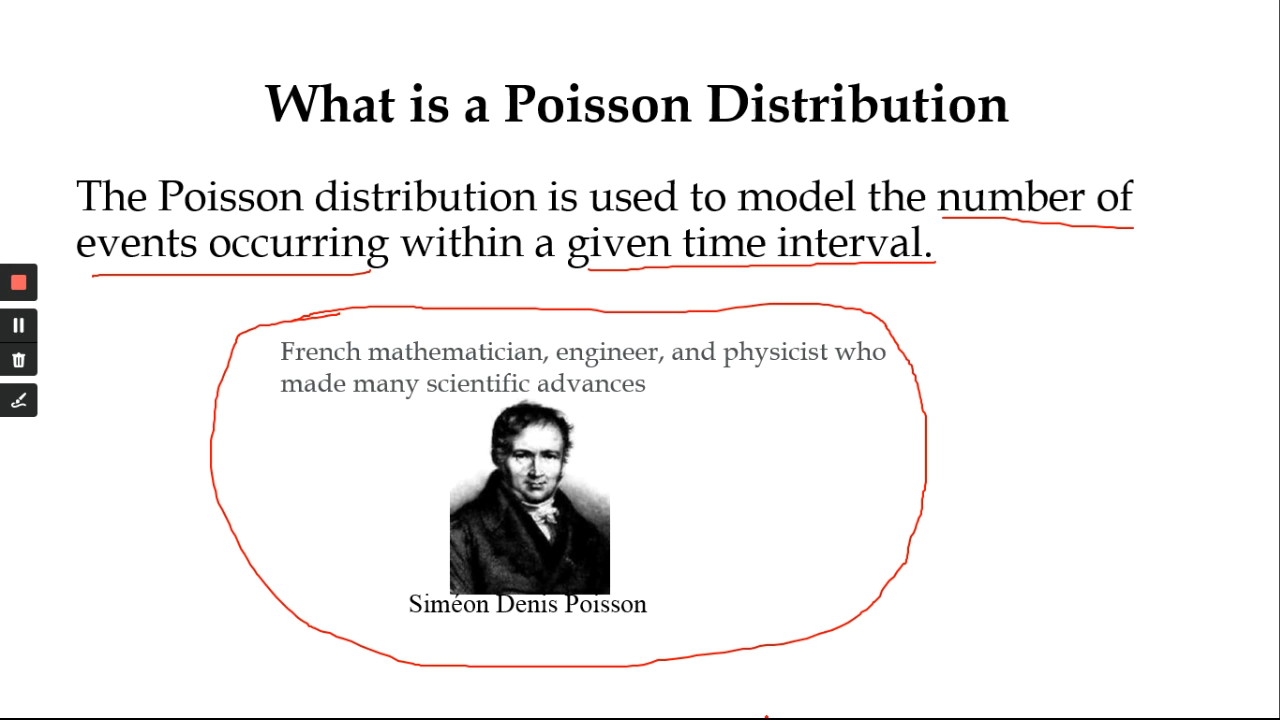 What is a Poisson Distribution
The Poisson distribution is used to model the number of
events occurring within a given time interval.
French mathematician, engineer, and physicist who
made many scientific advances
Siméon Denis Poisson